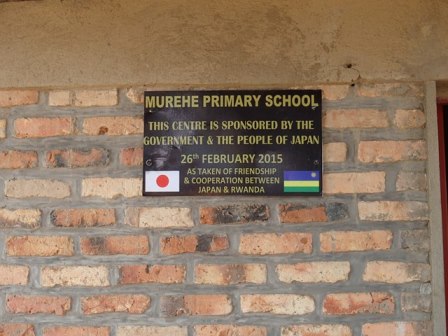 MUREHE PRIMARY SCHOOL
THIS CENTRE IS SPONSORED BY THE
GOVERNMENT & THE PEOPLE OF JAPAN
26th FEBRUARY 2015
AS TAKEN OF FRIENDSHIP
& COOPERATION BETWEEN
JAPAN & RWANDA